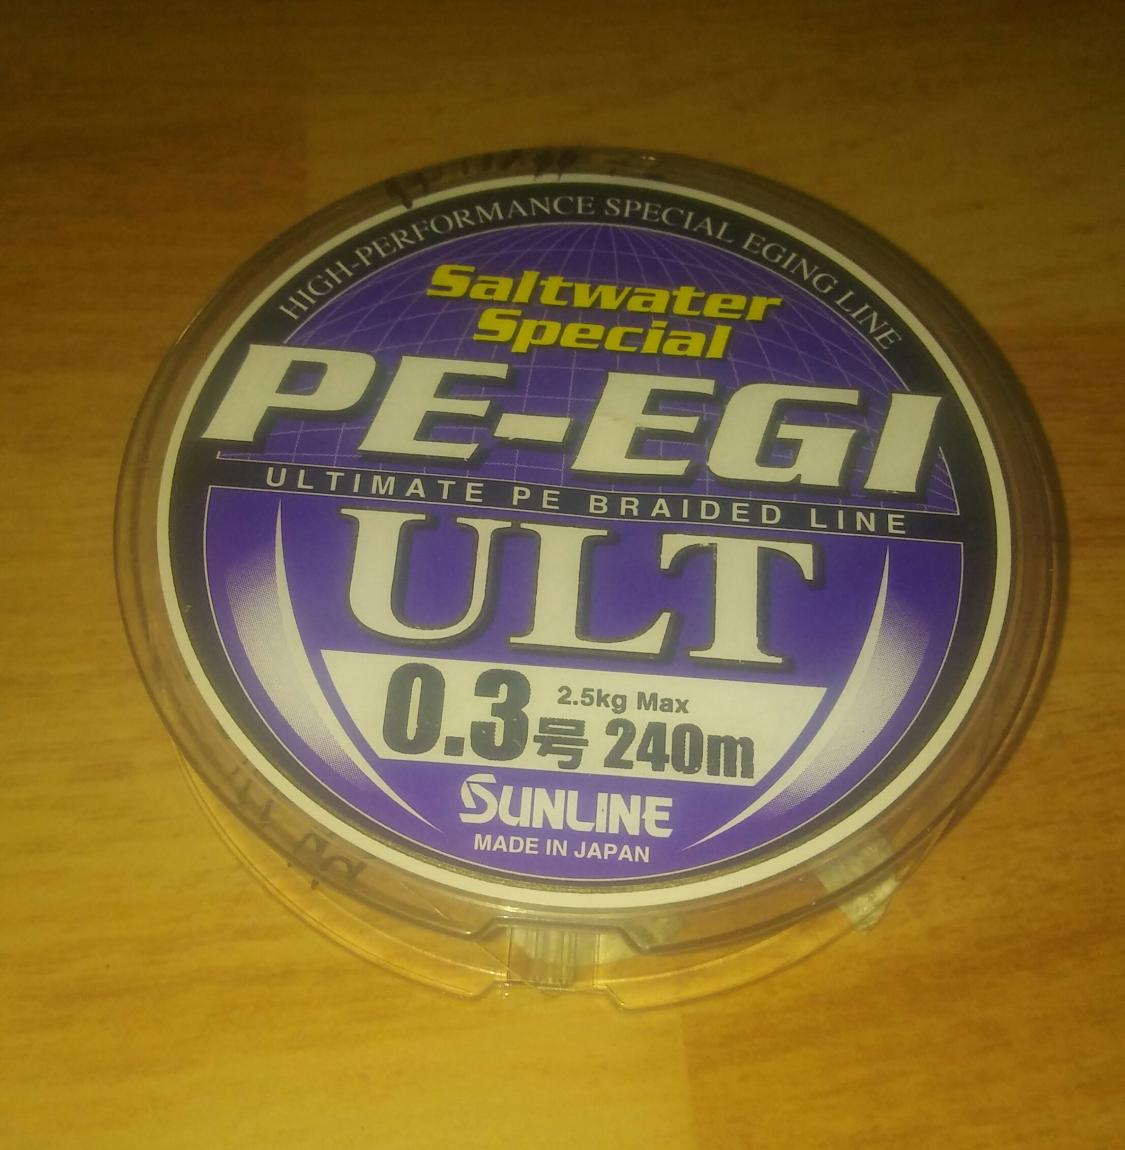 HIGH-PERFORMANCE SPECIAL EGING LINE
Saltwater
Special
PE-EGI
ULTIMATE PE BRAIDED LINE
ULT
2.5kg Max
0.3号 240m
SUNLINE
MADE IN JAPAN